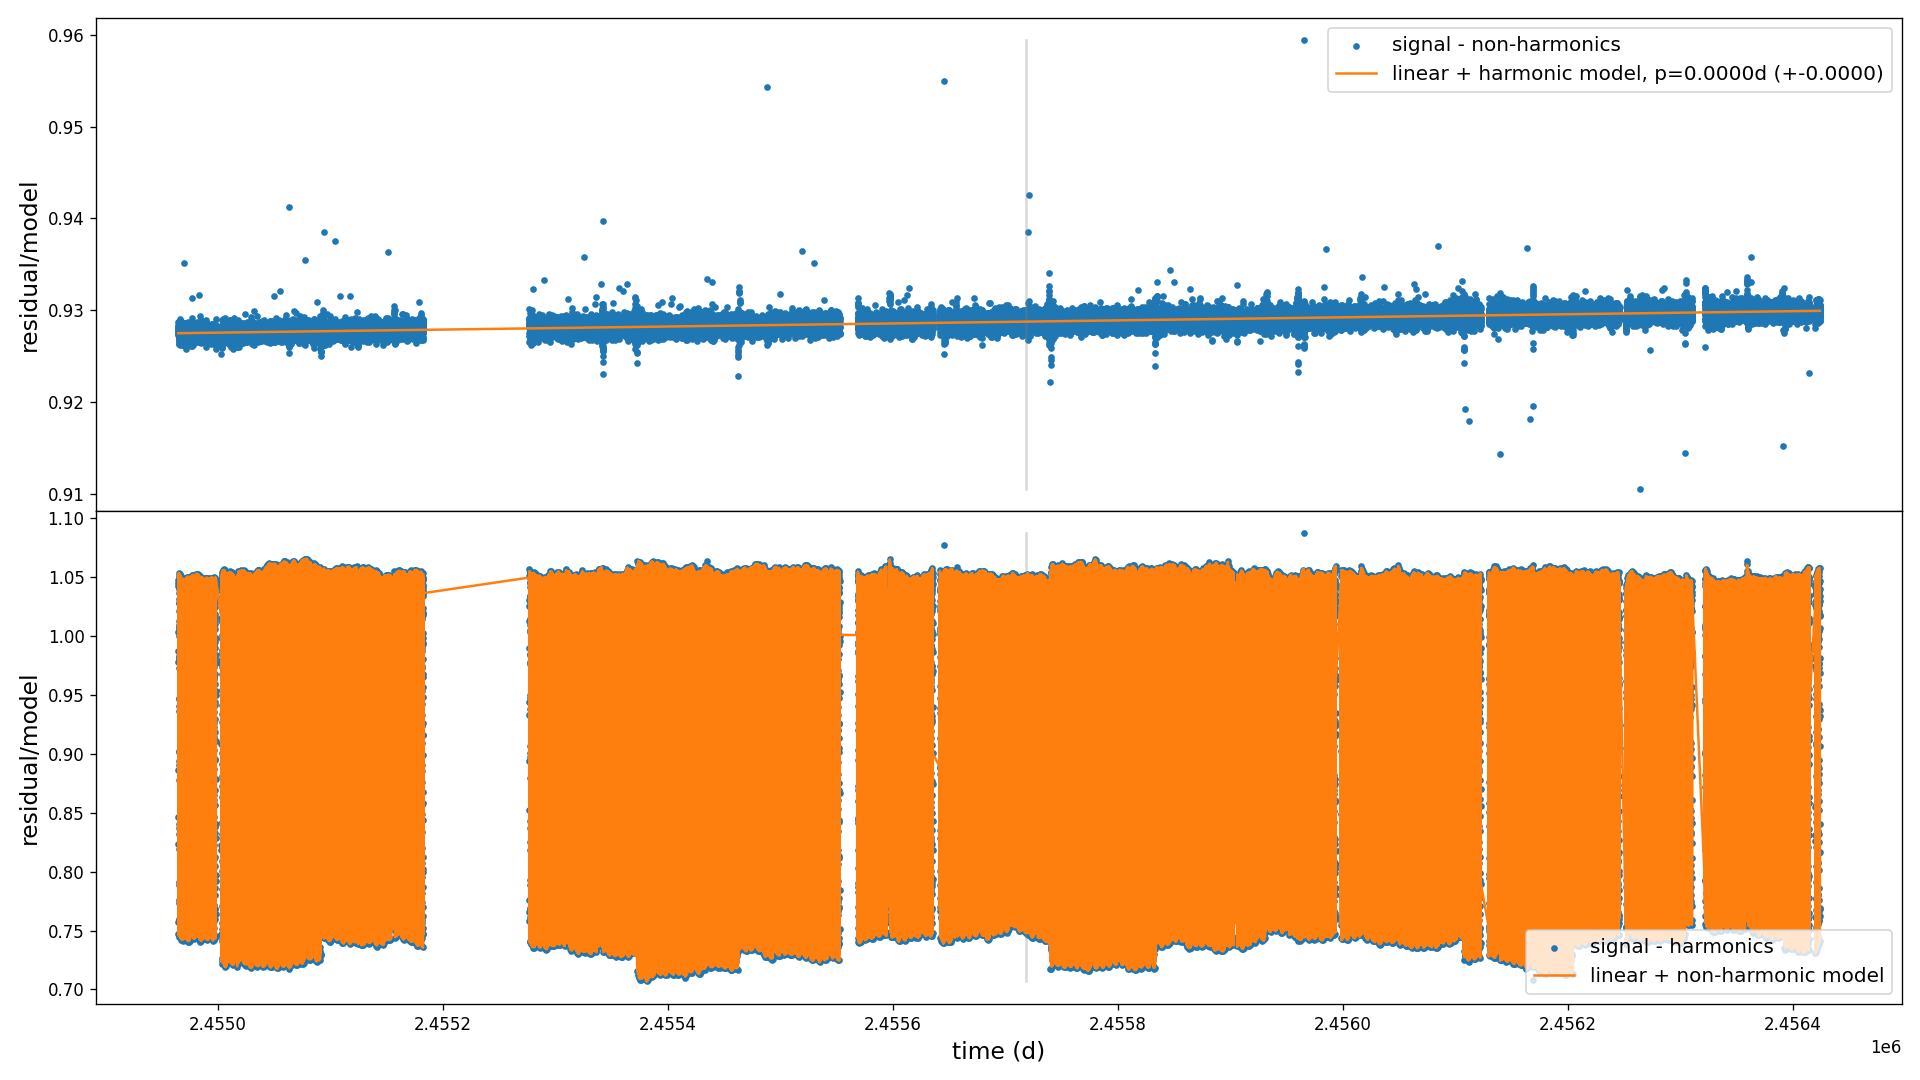 0.96
0.95
0.94
0.93
0.92
0.91
residual/model
signal - non-harmonics
linear + harmonic model, p=0.0000d (+-0.0000)
1.10
1.05
1.00
0.95
0.90
0.85
0.80
0.75
0.70
residual/model
signal - harmonics
linear + non-harmonic model
2.4550 2.4552 2.4554 2.4556 2.4558 2.4560 2.4562 2.4564
1e6
time (d)